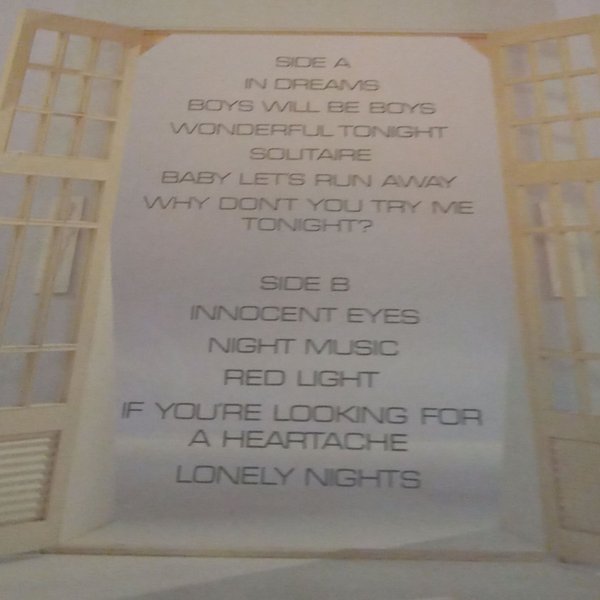 SIDE A
IN DREAMS
BOYS WILL BE BOYS
WONDERFUL TONIGHT
SOLITAIRE
BABY LET'S RUN AWAY
WHY DON'T YOU TRY ME
TONIGHT?
SIDE B
INNOCENT EYES
NIGHT MUSIC
RED LIGHT
IF YOU'RE LOOKING FOR
A HEARTACHE
LONELY NIGHTS